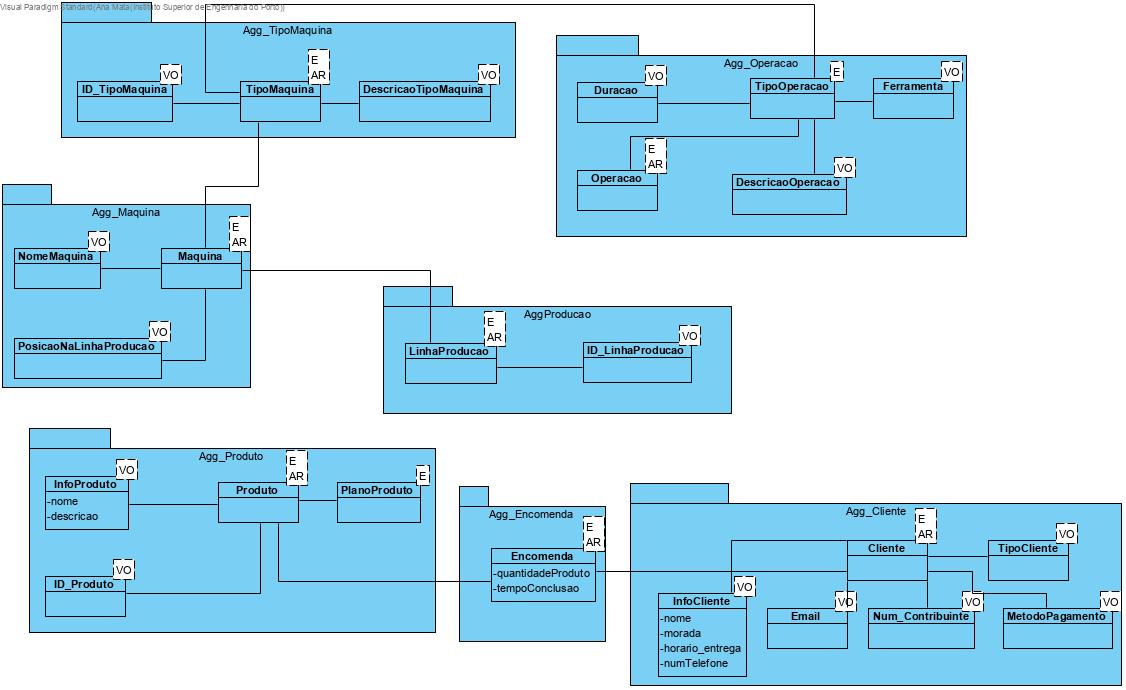 Visual Paradigm Standard(Ana Mata(Instituto Superior de Engenharia do Porto))
Agg_TipoMaquina
ID_TipoMaquina
VO
TipoMaquina
E
AR
DescricaoTipoMaquina
VO
Agg_Operacao
Duracao
VO
TipoOperacao
E
Ferramenta
VO
Operacao
E
AR
DescricaoOperacao
VO
Agg_Maquina
NomeMaquina
VO
Maquina
E
AR
PosicaoNaLinhaProducao
VO
AggProducao
LinhaProducao
E
AR
ID_LinhaProducao
VO
Agg_Produto
InfoProduto
VO
-nome
-descricao
Produto
E
AR
PlanoProduto
E
ID_Produto
VO
Agg_Encomenda
E
AR
Encomenda
-quantidadeProduto
-tempoConclusao
Agg_Cliente
Cliente
E
AR
TipoCliente
VO
InfoCliente
VO
-nome
-morada
-horario_entrega
-numTelefone
Email
VO
Num_Contribuinte
VO
MetodoPagamento
VO